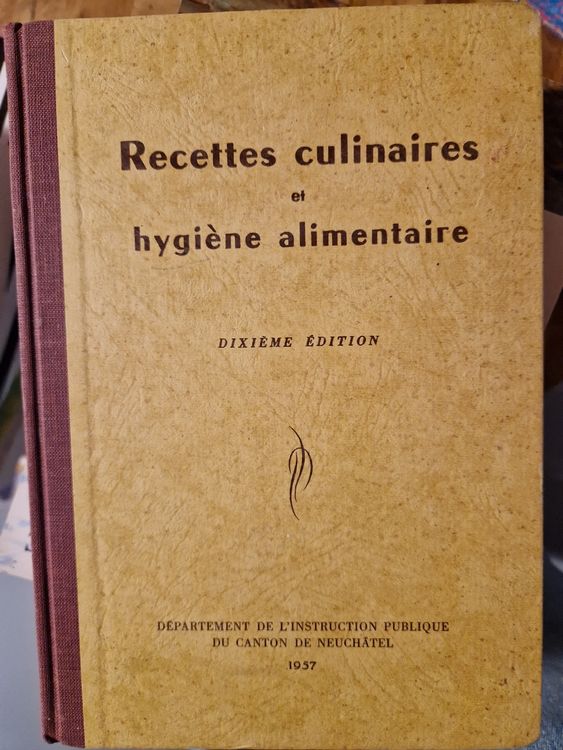 Recettes culinaires
et
hygiène alimentaire
DIXIÈME ÉDITION
DÉPARTEMENT DE L'INSTRUCTION PUBLIQUE
DU CANTON DE NEUCHÂTEL
1957